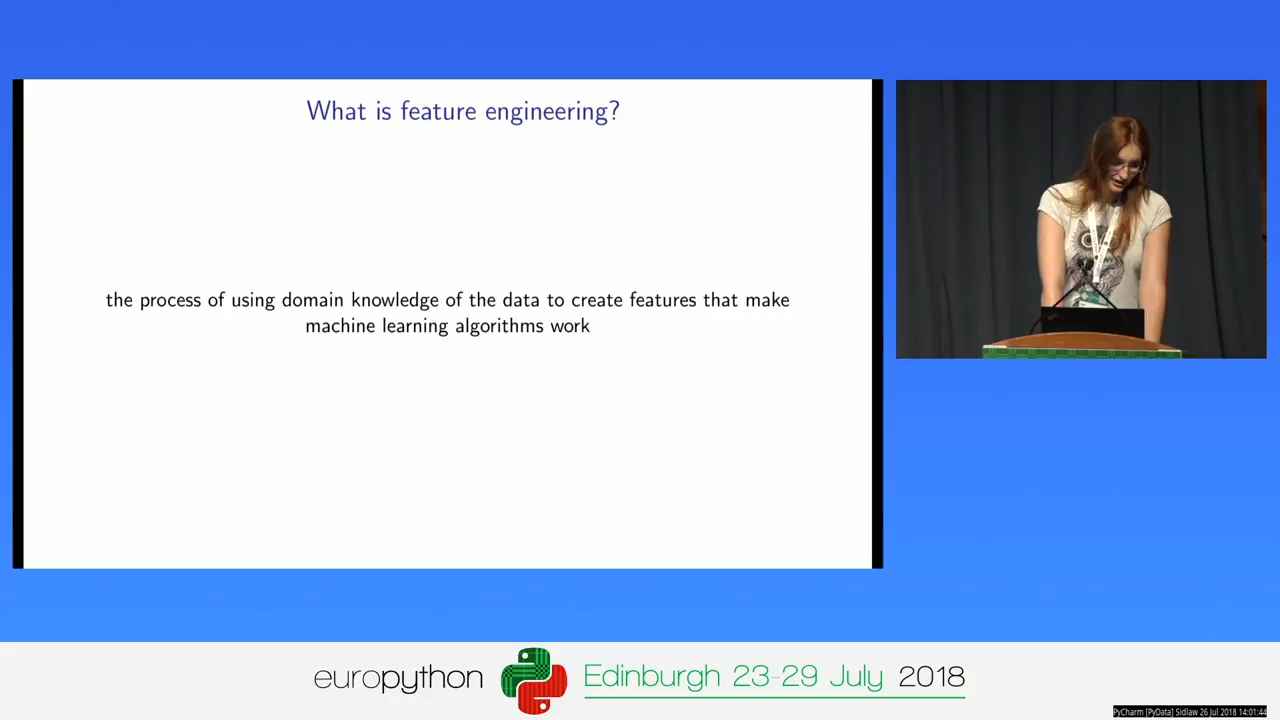 What is feature engineering?
the process of using domain knowledge of the data to create features that make
machine learning algorithms work
europython Edinburgh 23-29 July 2018
PyCharm [PyData] Sidlaw 26 Jul 2018 14:01:44